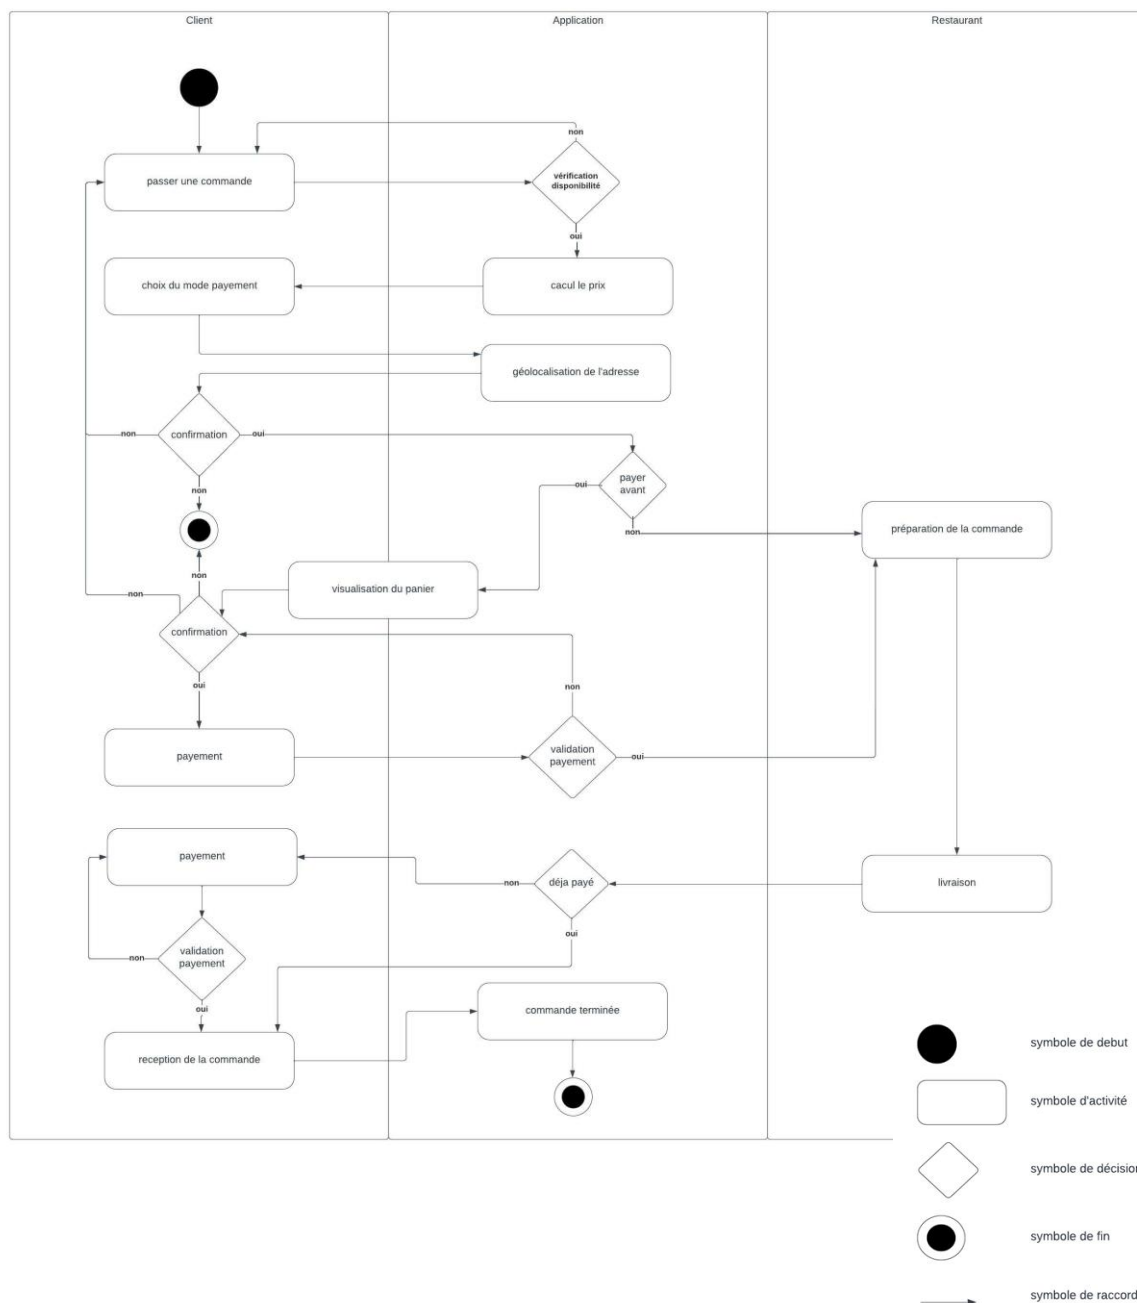 Client
Application
Restaurant
non
passer une commande
vérification
disponibilité
oui
choix du mode payement
cacul le prix
géolocalisation de l'adresse
confirmation
non
oui
payer
avant
oui
non
non
préparation de la commande
non
visualisation du panier
non
confirmation
oui
non
payement
validation
payement
oui
payement
déja payé
non
livraison
oui
validation
payement
non
oui
commande terminée
reception de la commande
symbole de debut
symbole d'activité
symbole de décision
symbole de fin
symbole de raccord